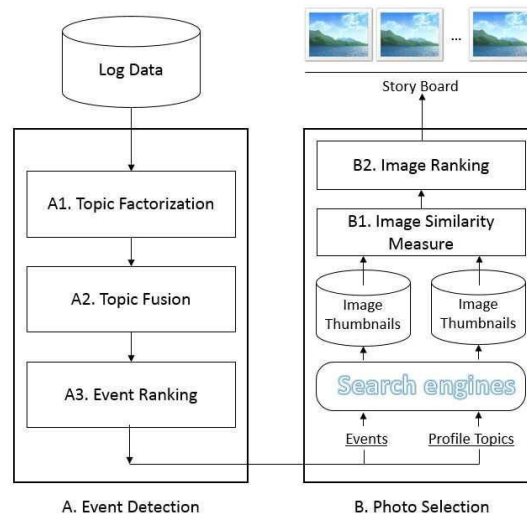 Log Data
A1. Topic Factorization
A2. Topic Fusion
A3. Event Ranking
A. Event Detection
...
Story Board
B2. Image Ranking
B1. Image Similarity
Measure
Image
Thumbnails
Image
Thumbnails
Search engines
Events
Profile Topics
B. Photo Selection